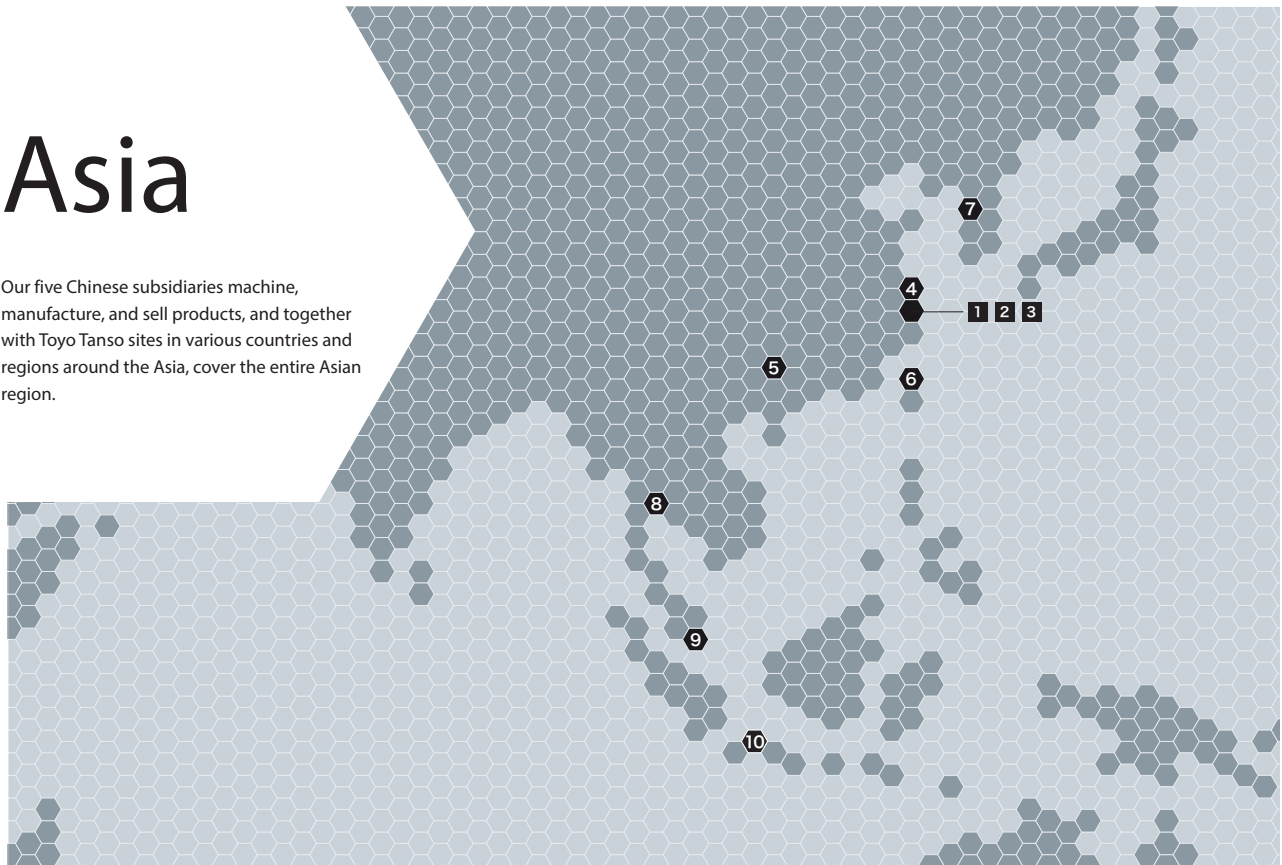 Asia
Our five Chinese subsidiaries machine,
manufacture, and sell products, and together
with Toyo Tanso sites in various countries and
regions around the Asia, cover the entire Asian
region.
7
4
1 2 3
5
6
8
9
10